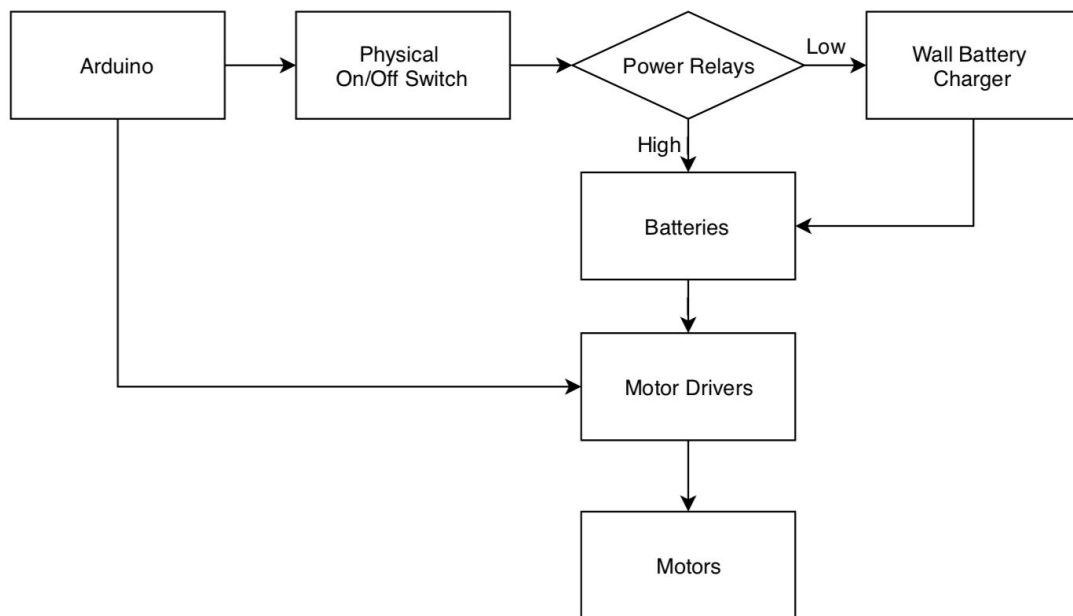 Arduino
Physical
On/Off Switch
Power Relays
Low
Wall Battery
Charger
High
Batteries
Motor Drivers
Motors